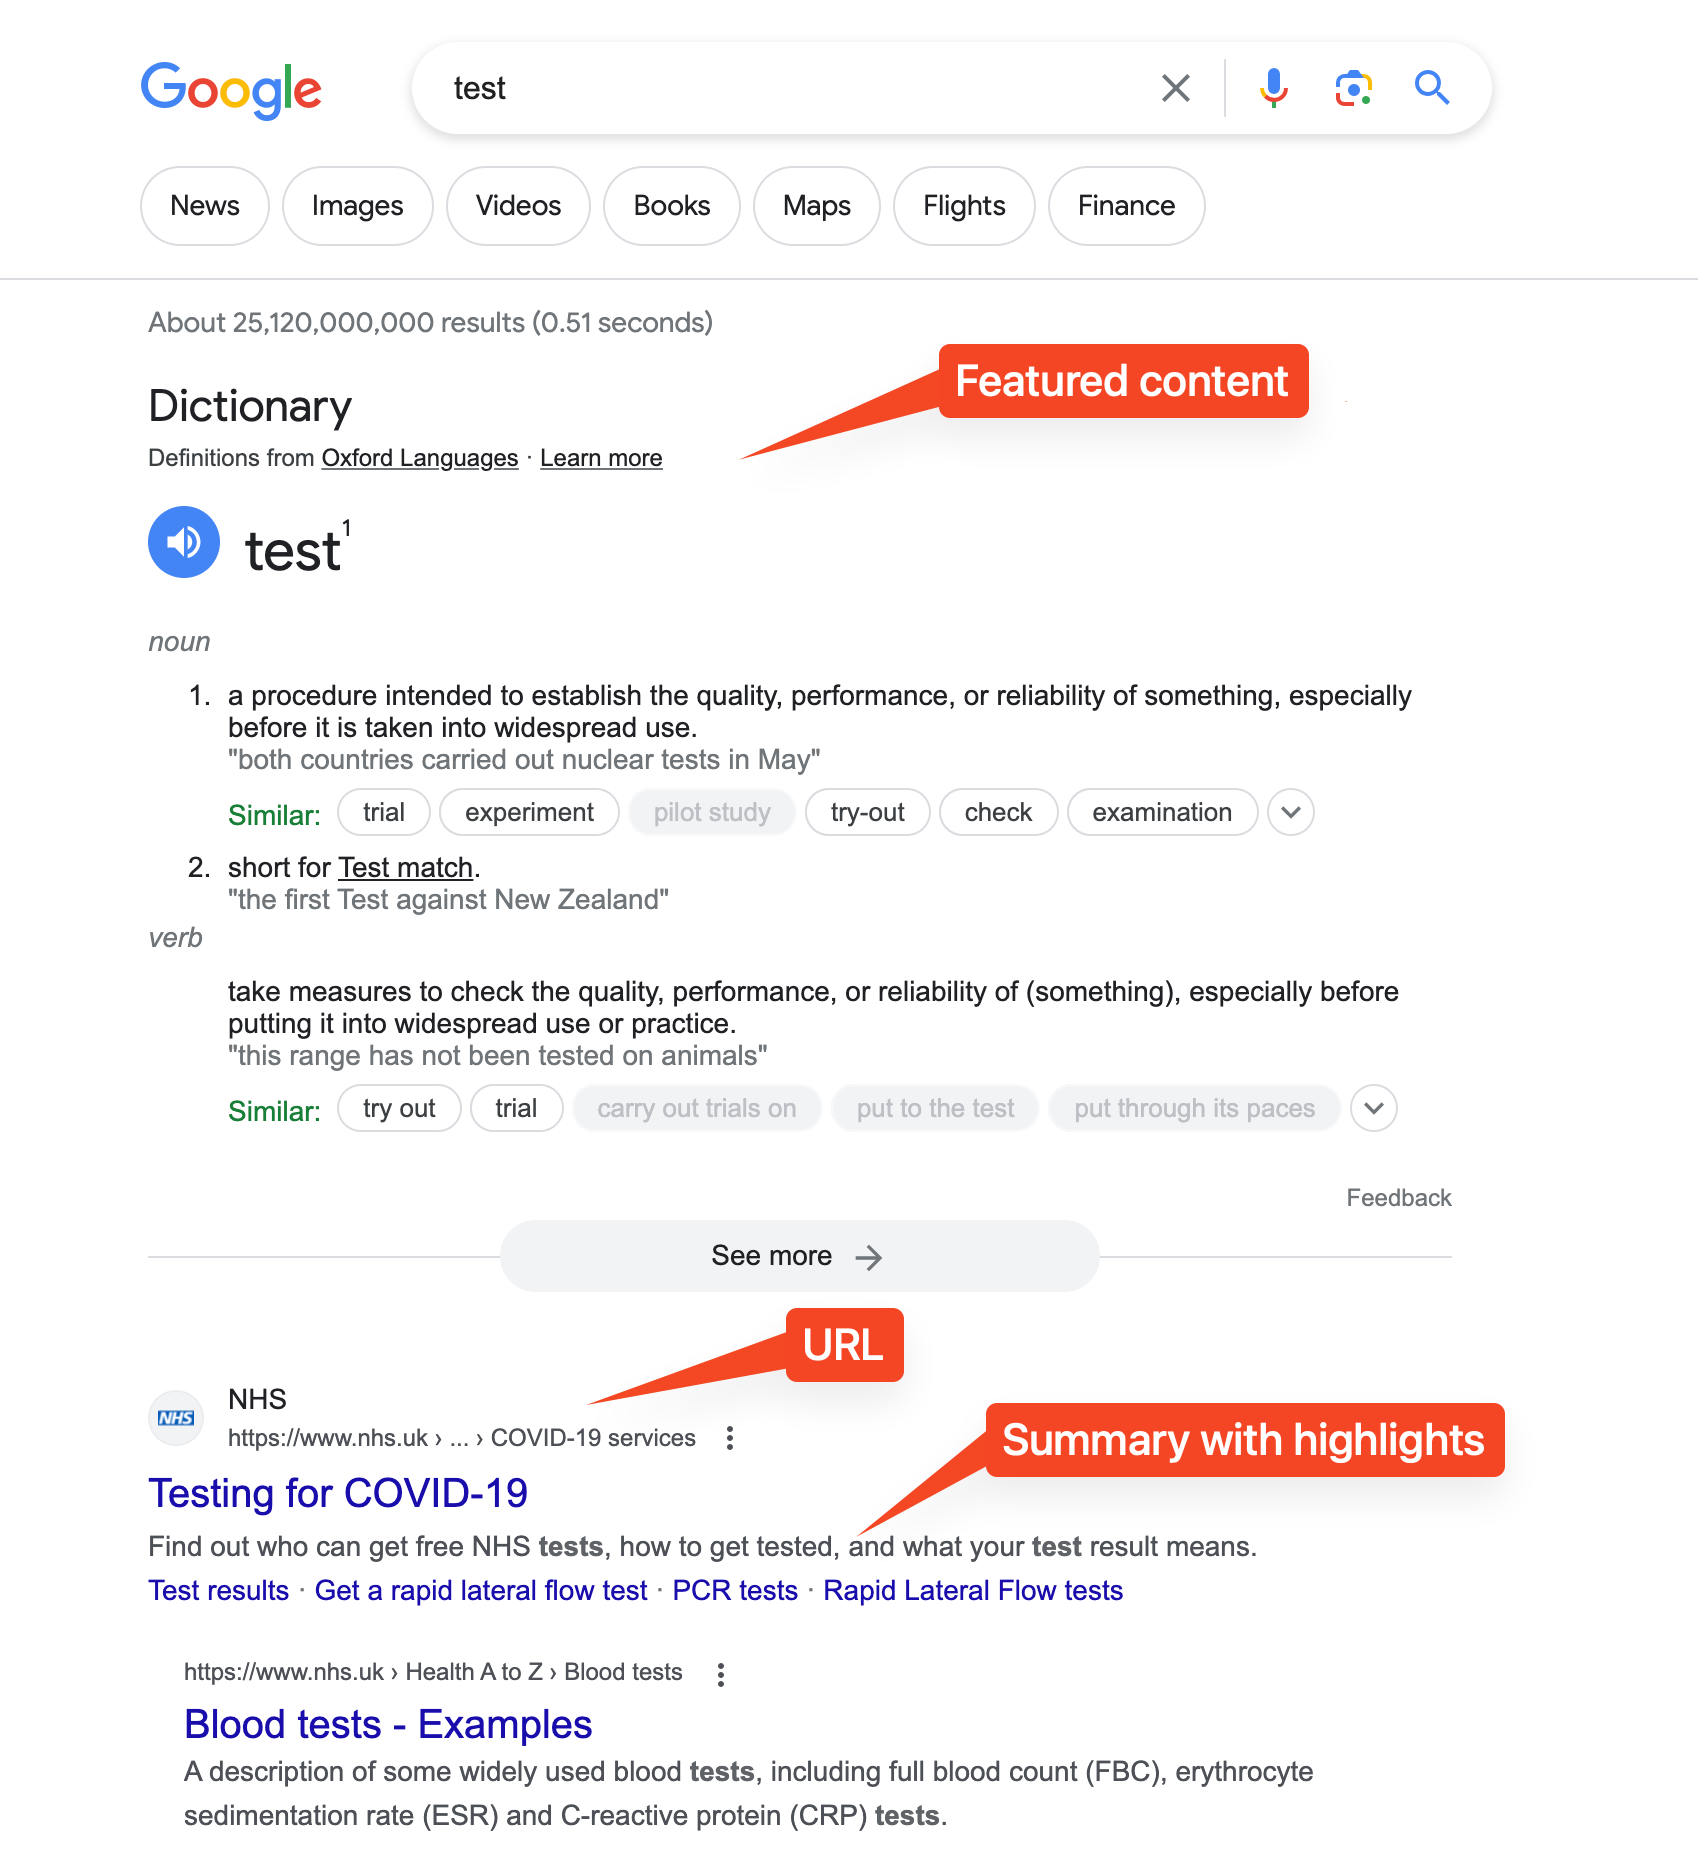 Google
test
News Images Videos Books Maps Flights Finance
About 25,120,000,000 results (0.51 seconds)
Featured content
Dictionary
Definitions from Oxford Languages · Learn more
test1
noun
1. a procedure intended to establish the quality, performance, or reliability of something, especially
before it is taken into widespread use.
"both countries carried out nuclear tests in May"
Similar: trial experiment pilot study try-out check examination
2. short for Test match.
"the first Test against New Zealand"
verb
take measures to check the quality, performance, or reliability of (something), especially before
putting it into widespread use or practice.
"this range has not been tested on animals"
Similar: try out trial carry out trials on put to the test put through its paces
Feedback
See more →
URL
NHS
NHS
https://www.nhs.uk › ... › COVID-19 services
Summary with highlights
Testing for COVID-19
Find out who can get free NHS tests, how to get tested, and what your test result means.
Test results · Get a rapid lateral flow test · PCR tests · Rapid Lateral Flow tests
https://www.nhs.uk › Health A to Z › Blood tests
Blood tests - Examples
A description of some widely used blood tests, including full blood count (FBC), erythrocyte
sedimentation rate (ESR) and C-reactive protein (CRP) tests.